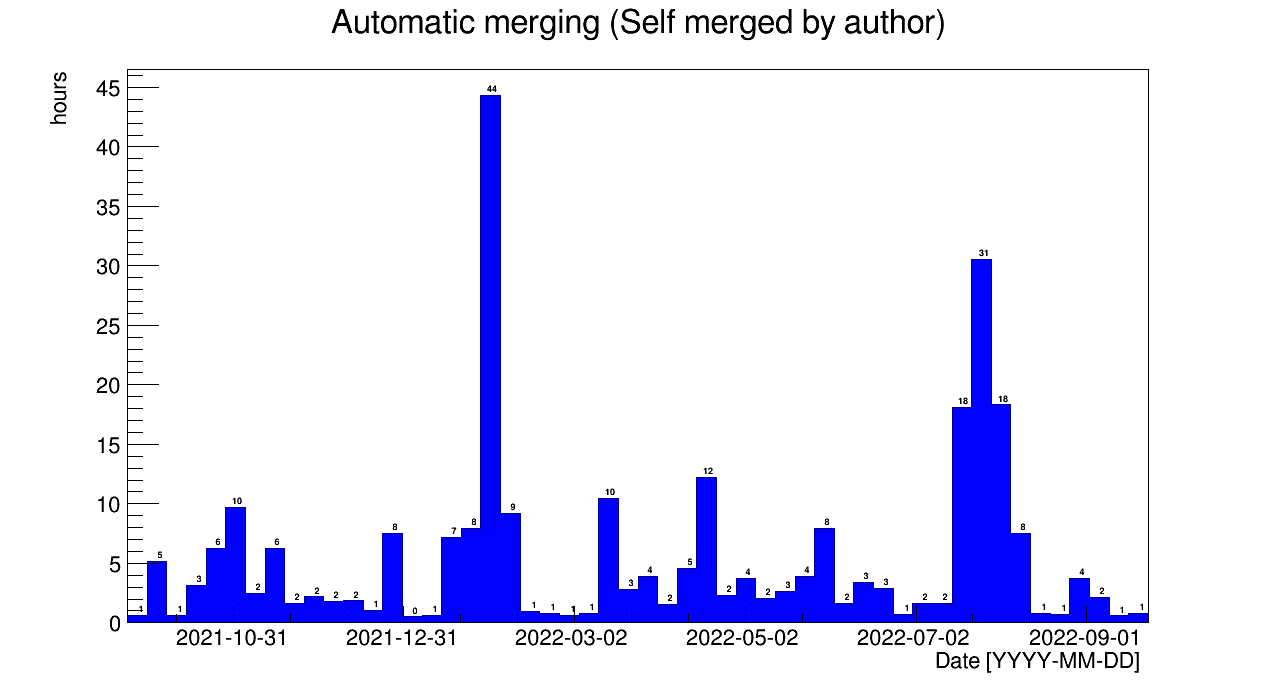 Automatic merging (Self merged by author)
hours
45
40
35
30
25
20
15
10
5
0
1 5 1 3 6 10 2 6 2 2 2 2 1 8 0 1 7 8 44 9 1 1 1 1 10 3 4 2 5 12 2 4 2 3 4 8 2 3 3 1 2 2 18 31 18 8 1 1 4 2 1 1
2021-10-31 2021-12-31 2022-03-02 2022-05-02 2022-07-02 2022-09-01
Date [YYYY-MM-DD]